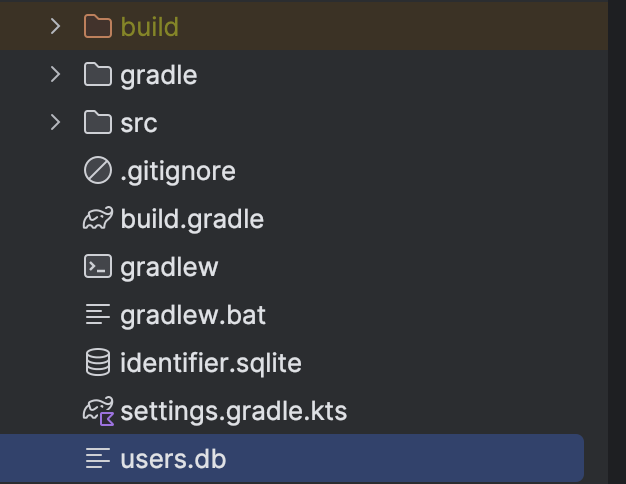 build
gradle
src
.gitignore
build.gradle
gradlew
gradlew.bat
identifier.sqlite
settings.gradle.kts
users.db